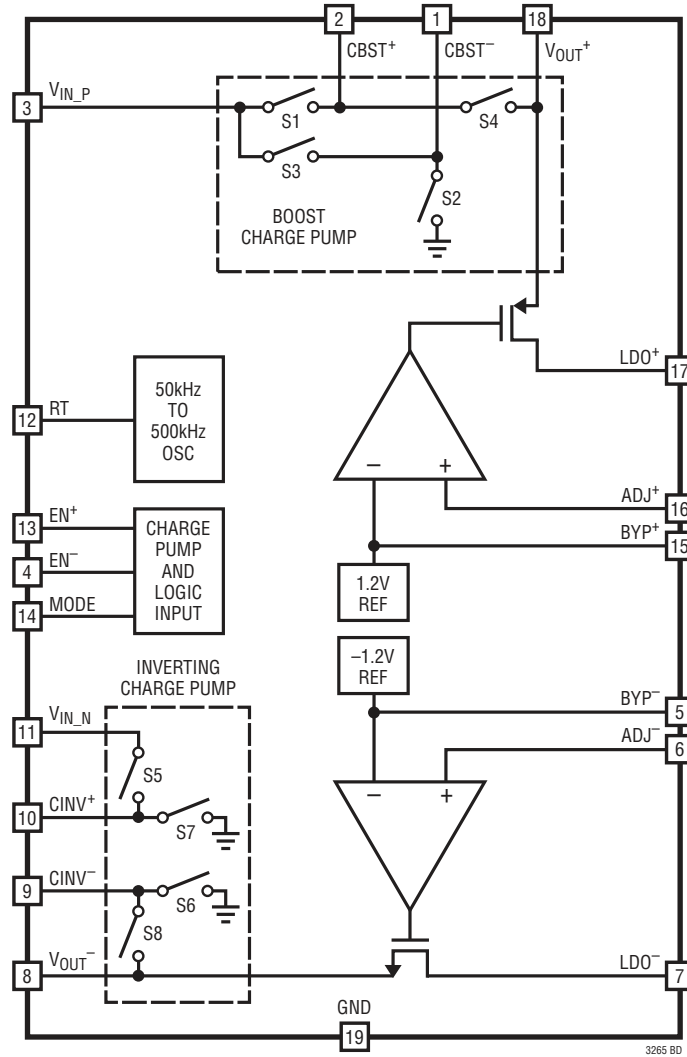 2
1
18
CBST+
CBST–
VOUT+
3
VIN_P
S1
S4
S3
S2
BOOST
CHARGE PUMP
LDO+
17
50kHz
TO
500kHz
OSC
12
RT
–
+
ADJ+
16
13
EN+
BYP+
15
CHARGE
PUMP
AND
LOGIC
INPUT
4
EN–
14
MODE
1.2V
REF
–1.2V
REF
INVERTING
CHARGE PUMP
BYP–
5
11
VIN_N
ADJ–
6
S5
10
CINV+
S7
–
+
9
CINV–
S6
S8
8
VOUT–
LDO–
7
GND
19
3265 BD